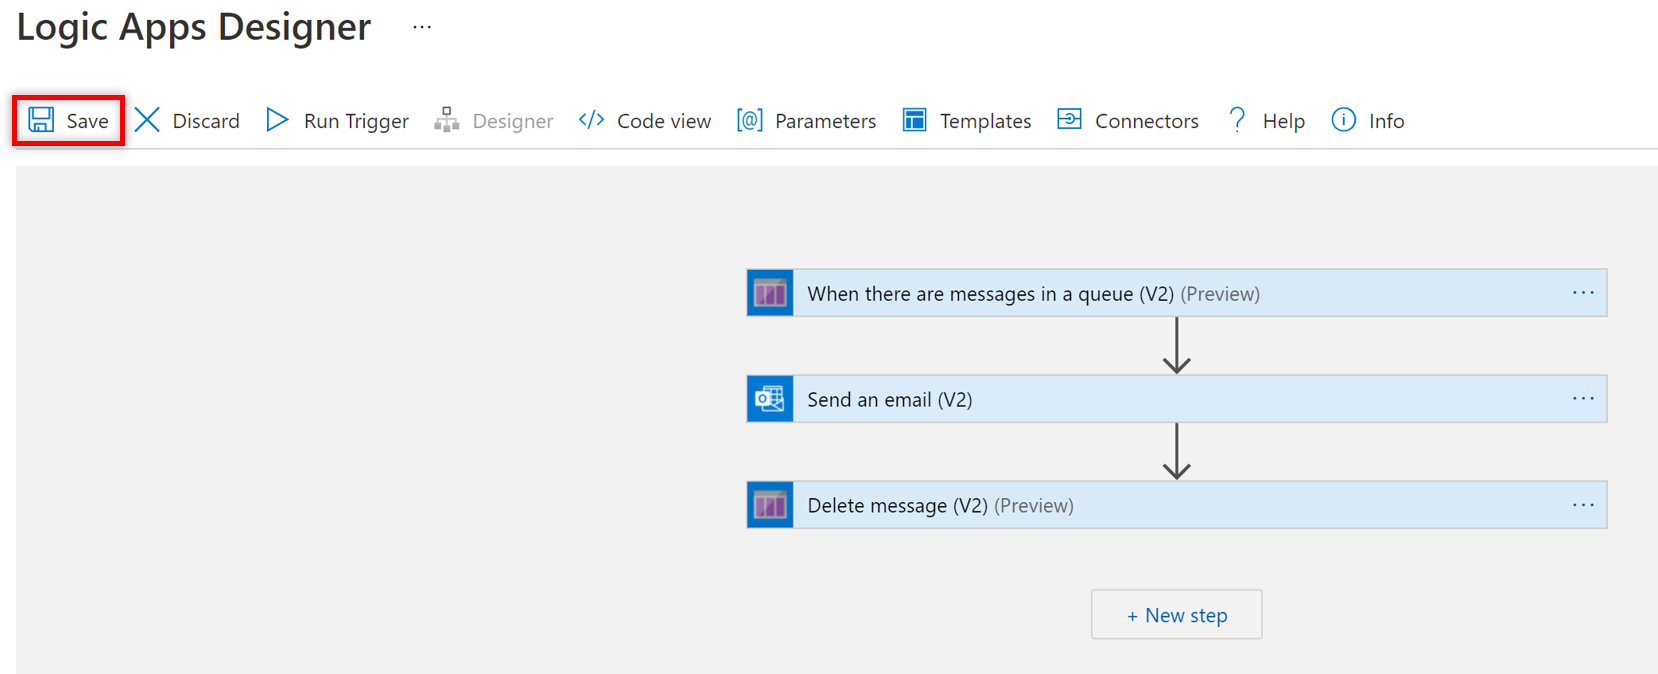 Logic Apps Designer ...
Save Discard Run Trigger Designer </> Code view [@] Parameters Templates Connectors ? Help i Info
When there are messages in a queue (V2) (Preview) ...
Send an email (V2) ...
Delete message (V2) (Preview) ...
+ New step